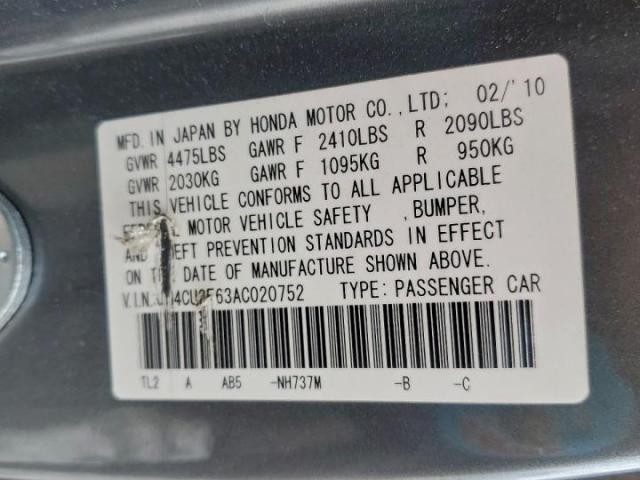 MFD. IN JAPAN BY HONDA MOTOR CO.,LTD; 02/'10
GVWR 4475LBS GAWR F 2410LBS R 2090LBS
GVWR 2030KG GAWR F 1095KG R 950KG
THIS VEHICLE CONFORMS TO ALL APPLICABLE
FEDERAL MOTOR VEHICLE SAFETY ,BUMPER,
AND THEFT PREVENTION STANDARDS IN EFFECT
ON THE DATE OF MANUFACTURE SHOWN ABOVE.
V.I.N. TYPE: PASSENGER CAR
TL2 A AB5 -NH737M -B -C